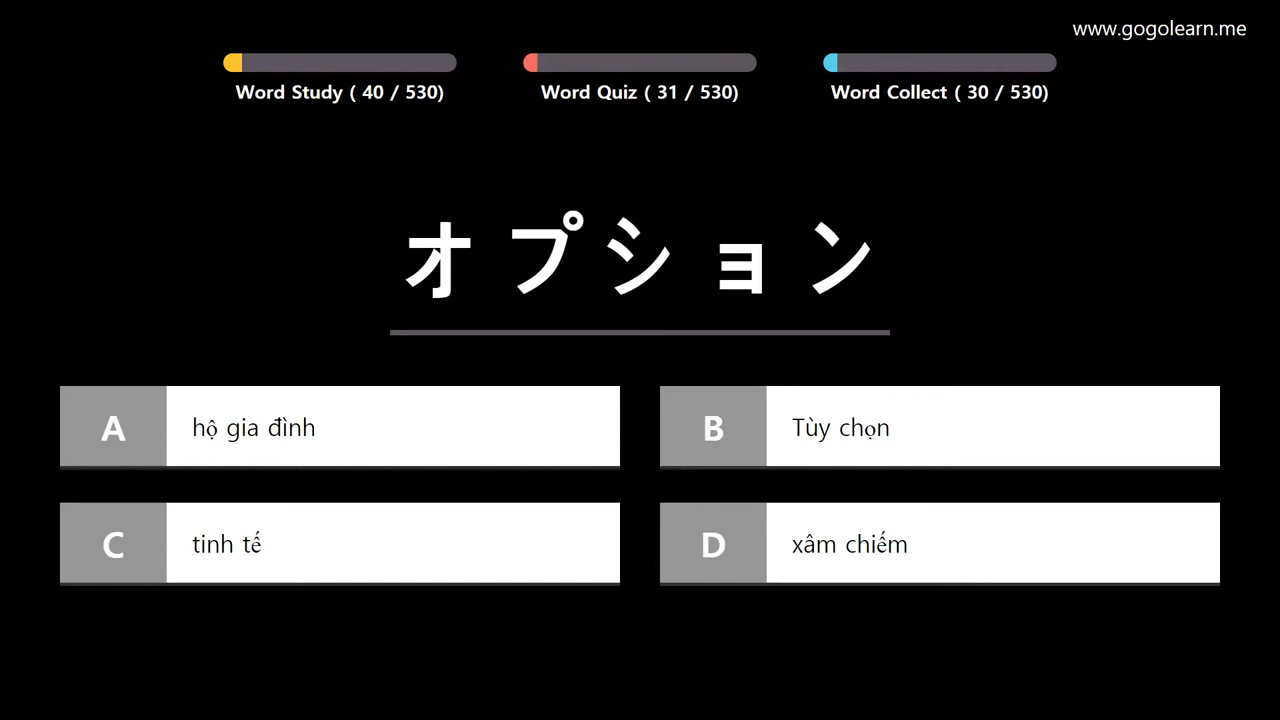 www.gogolearn.me
Word Study ( 40 / 530)
Word Quiz ( 31 / 530)
Word Collect ( 30 / 530)
オプション
A hộ gia đình
B Tùy chọn
C tinh tế
D xâm chiếm